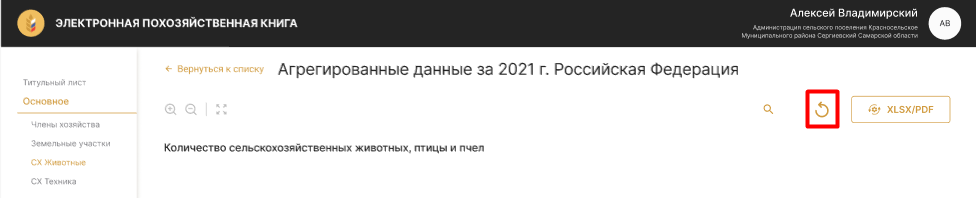 ЭЛЕКТРОННАЯ ПОХОЗЯЙСТВЕННАЯ КНИГА
Алексей Владимирский
Администрация сельского поселения Красносельское
Муниципального района Сергиевский Самарской области
АВ
Титульный лист
Основное
Члены хозяйства
Земельные участки
СХ Животные
СХ Техника
← Вернуться к списку Агрегированные данные за 2021 г. Российская Федерация
XLSX/PDF
Количество сельскохозяйственных животных, птицы и пчел